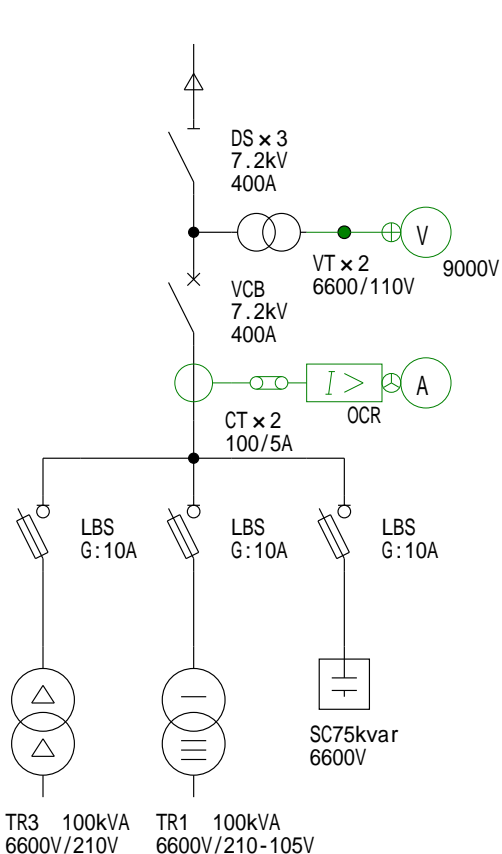 DS×3
7.2kV
400A
V
9000V
VT×2
6600/110V
VCB
7.2kV
400A
I >
A
OCR
CT×2
100/5A
LBS
G:10A
LBS
G:10A
LBS
G:10A
SC75kvar
6600V
TR3 100kVA
6600V/210V
TR1 100kVA
6600V/210-105V